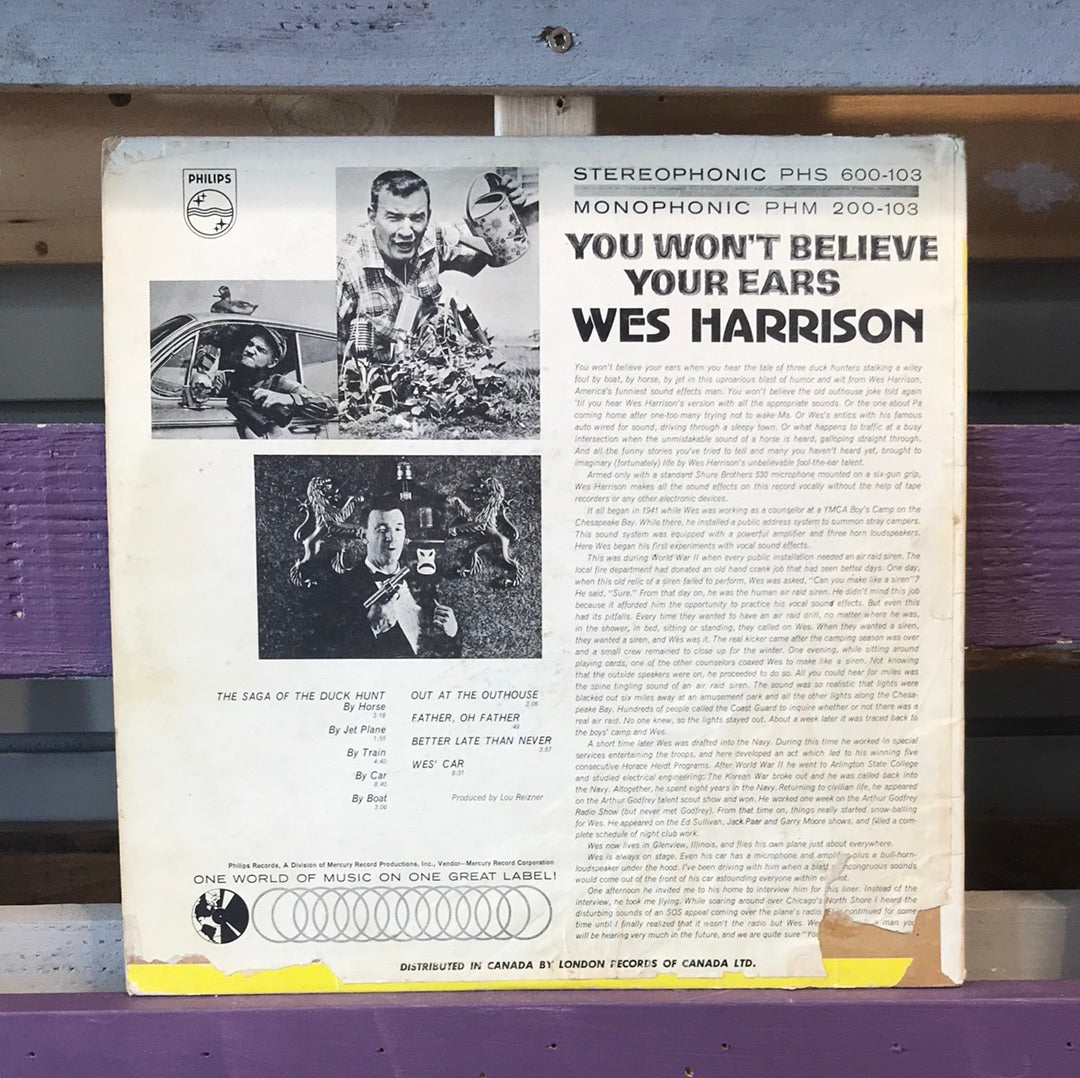 PHILIPS
STEREOPHONIC PHS 600-103
MONOPHONIC PHM 200-103
YOU WON'T BELIEVE
YOUR EARS
WES HARRISON
You won't believe your ears when you hear the tale of three duck hunters stalking a wiley
foul by boat, by horse, by jet in this uproarious blast of humor and wit from Wes Harrison,
America's funniest sound effects man. You won't believe the old outhouse joke told again
'til you hear Wes Harrison's version with all the appropriate sounds. Or the one about Pa
coming home after one-too-many trying not to wake Ma. Or Wes's antics with his famous
auto wired for sound, driving through a sleepy town. Or what happens to traffic at a busy
intersection when the unmistakable sound of a horse is heard, galloping straight through.
And all the funny stories you've tried to tell and many you haven't heard yet, brought to
imaginary (fortunately) life by Wes Harrison's unbelievable fool-the-ear talent.
Armed only with a standard Shure Brothers 530 microphone mounted on a six-gun grip,
Wes Harrison makes all the sound effects on this record vocally without the help of tape
recorders or any other electronic devices.
It all began in 1941 while Wes was working as a counselor at a YMCA Boy's Camp on the
Chesapeake Bay. While there, he installed a public address system to summon stray campers.
This sound system was equipped with a powerful amplifier and three horn loudspeakers.
Here Wes began his first experiments with vocal sound effects.
This was during World War II when every public installation needed an air raid siren. The
local fire department had donated an old hand crank job that had seen better days. One day,
when this old relic of a siren failed to perform, Wes was asked, "Can you make like a siren"?
He said, "Sure." From that day on, he was the human air raid siren. He didn't mind this job
because it afforded him the opportunity to practice his vocal sound effects. But even this
had its pitfalls. Every time they wanted to have an air raid drill, no matter where he was,
in the shower, in bed, sitting or standing, they called on Wes. When they wanted a siren,
they wanted a siren, and Wes was it. The real kicker came after the camping season was over
and a small crew remained to close up for the winter. One evening, while sitting around
playing cards, one of the other counselors coaxed Wes to make like a siren. Not knowing
that the outside speakers were on, he proceeded to do so. All you could hear for miles was
the spine tingling sound of an air raid siren. The sound was so realistic that lights were
blacked out six miles away at an amusement park and all the other lights along the Chesa-
peake Bay. Hundreds of people called the Coast Guard to inquire whether or not there was a
real air raid. No one knew, so the lights stayed out. About a week later it was traced back to
the boys' camp and Wes.
A short time later Wes was drafted into the Navy. During this time he worked in special
services entertaining the troops, and here developed an act which led to his winning five
consecutive Horace Heidt Programs. After World War II he went to Arlington State College
and studied electrical engineering. The Korean War broke out and he was called back into
the Navy. Altogether, he spent eight years in the Navy. Returning to civilian life, he appeared
on the Arthur Godfrey talent scout show and won. He worked one week on the Arthur Godfrey
Radio Show (but never met Godfrey). From that time on, things really started snow-balling
for Wes. He appeared on the Ed Sullivan, Jack Paar and Garry Moore shows, and filled a com-
plete schedule of night club work.
Wes now lives in Glenview, Illinois, and flies his own plane just about everywhere.
Wes is always on stage. Even his car has a microphone and plus a bull-horn-
loudspeaker under the hood. I've been driving with him when a blast incongruous sounds
would come out of the front of his car astounding everyone within
One afternoon he invited me to his home to interview him for this liner. Instead of the
interview, he took me flying. While soaring around over Chicago's North Shore I heard the
disturbing sounds of an SOS appeal coming over the plane's radio. continued for some
time until I finally realized that it wasn't the radio but Wes. a man you
will be hearing very much in the future, and we are quite sure
THE SAGA OF THE DUCK HUNT
By Horse
3:18
By Jet Plane
1:55
By Train
4:40
By Car
8:40
By Boat
3:00
OUT AT THE OUTHOUSE
3:06
FATHER, OH FATHER
:45
BETTER LATE THAN NEVER
3:57
WES' CAR
8:31
Produced by Lou Reizner
Philips Records, A Division of Mercury Record Productions, Inc., Vendor—Mercury Record Corporation
ONE WORLD OF MUSIC ON ONE GREAT LABEL!
DISTRIBUTED IN CANADA BY LONDON RECORDS OF CANADA LTD.